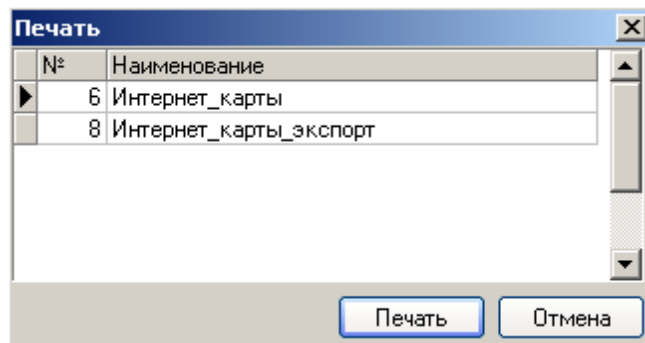 Печать
№ Наименование
6 Интернет_карты
8 Интернет_карты_экспорт
Печать Отмена